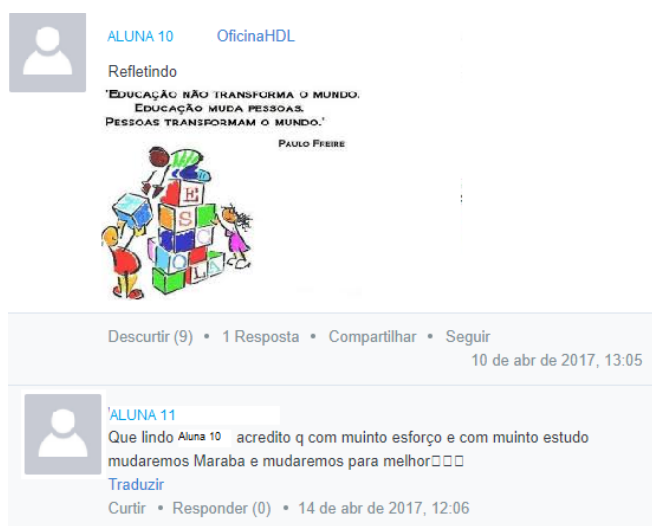 ALUNA 10 OficinaHDL
Refletindo
"EDUCAÇÃO NÃO TRANSFORMA O MUNDO.
EDUCAÇÃO MUDA PESSOAS.
PESSOAS TRANSFORMAM O MUNDO."
PAULO FREIRE
E
S
C
O L A
Descurtir (9) • 1 Resposta • Compartilhar • Seguir
10 de abr de 2017, 13:05
'ALUNA 11
Que lindo Aluna 10 acredito q com muinto esforço e com muinto estudo
mudaremos Maraba e mudaremos para melhor□□□
Traduzir
Curtir • Responder (0) • 14 de abr de 2017, 12:06